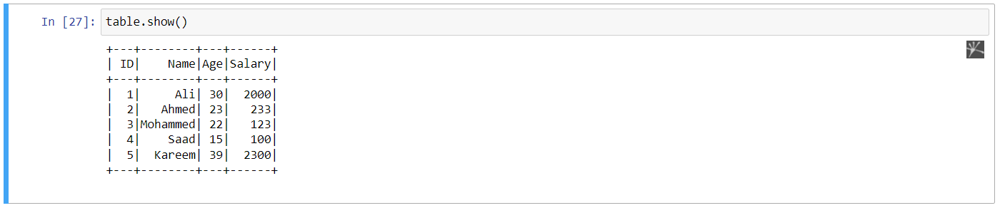 In [27]: table.show()
+---+--------+---+------+
| ID|    Name|Age|Salary|
+---+--------+---+------+
|  1|     Ali| 30|  2000|
|  2|   Ahmed| 23|   233|
|  3|Mohammed| 22|   123|
|  4|    Saad| 15|   100|
|  5|  Kareem| 39|  2300|
+---+--------+---+------+